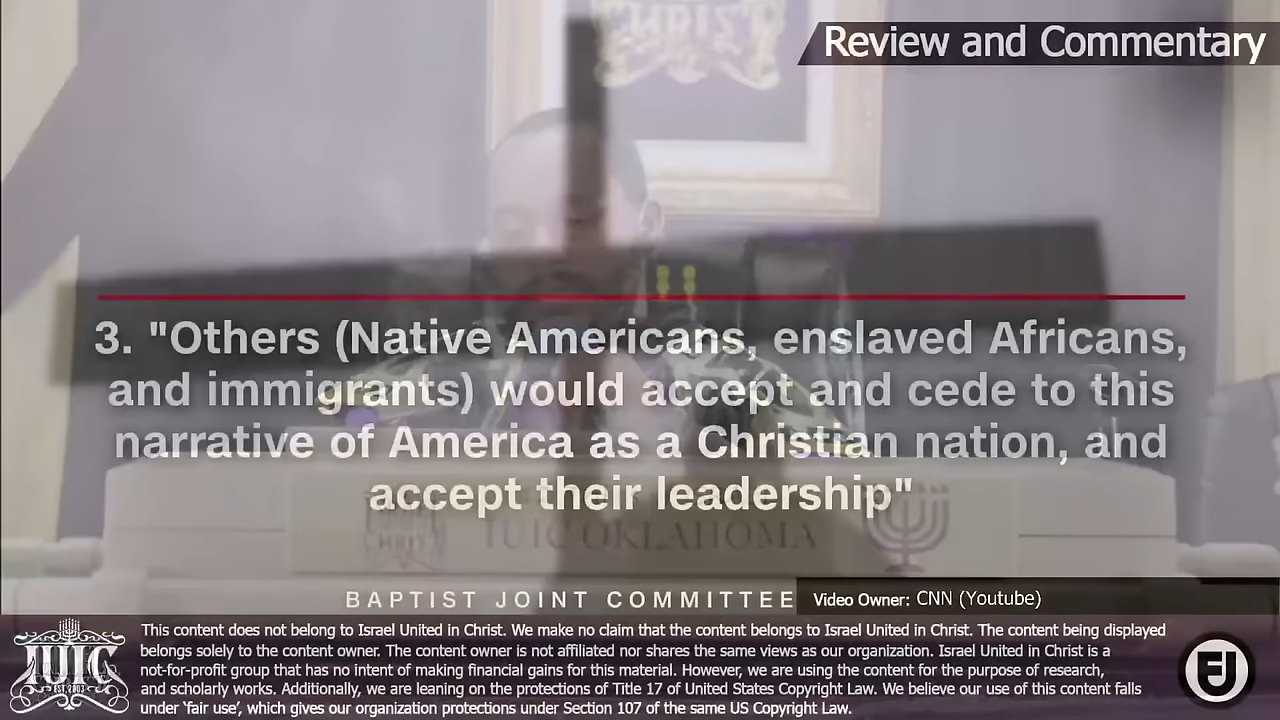 CHRIST
Review and Commentary
3. "Others (Native Americans, enslaved Africans,
and immigrants) would accept and cede to this
narrative of America as a Christian nation, and
accept their leadership"
CHRIST IUIC OKLAHOMA
BAPTIST JOINT COMMITTEE
Video Owner: CNN (Youtube)
This content does not belong to Israel United in Christ. We make no claim that the content belongs to Israel United in Christ. The content being displayed
belongs solely to the content owner. The content owner is not affiliated nor shares the same views as our organization. Israel United in Christ is a
not-for-profit group that has no intent of making financial gains for this material. However, we are using the content for the purpose of research,
and scholarly works. Additionally, we are leaning on the protections of Title 17 of United States Copyright Law. We believe our use of this content falls
under 'fair use', which gives our organization protections under Section 107 of the same US Copyright Law.
IUIC
EST. 2003